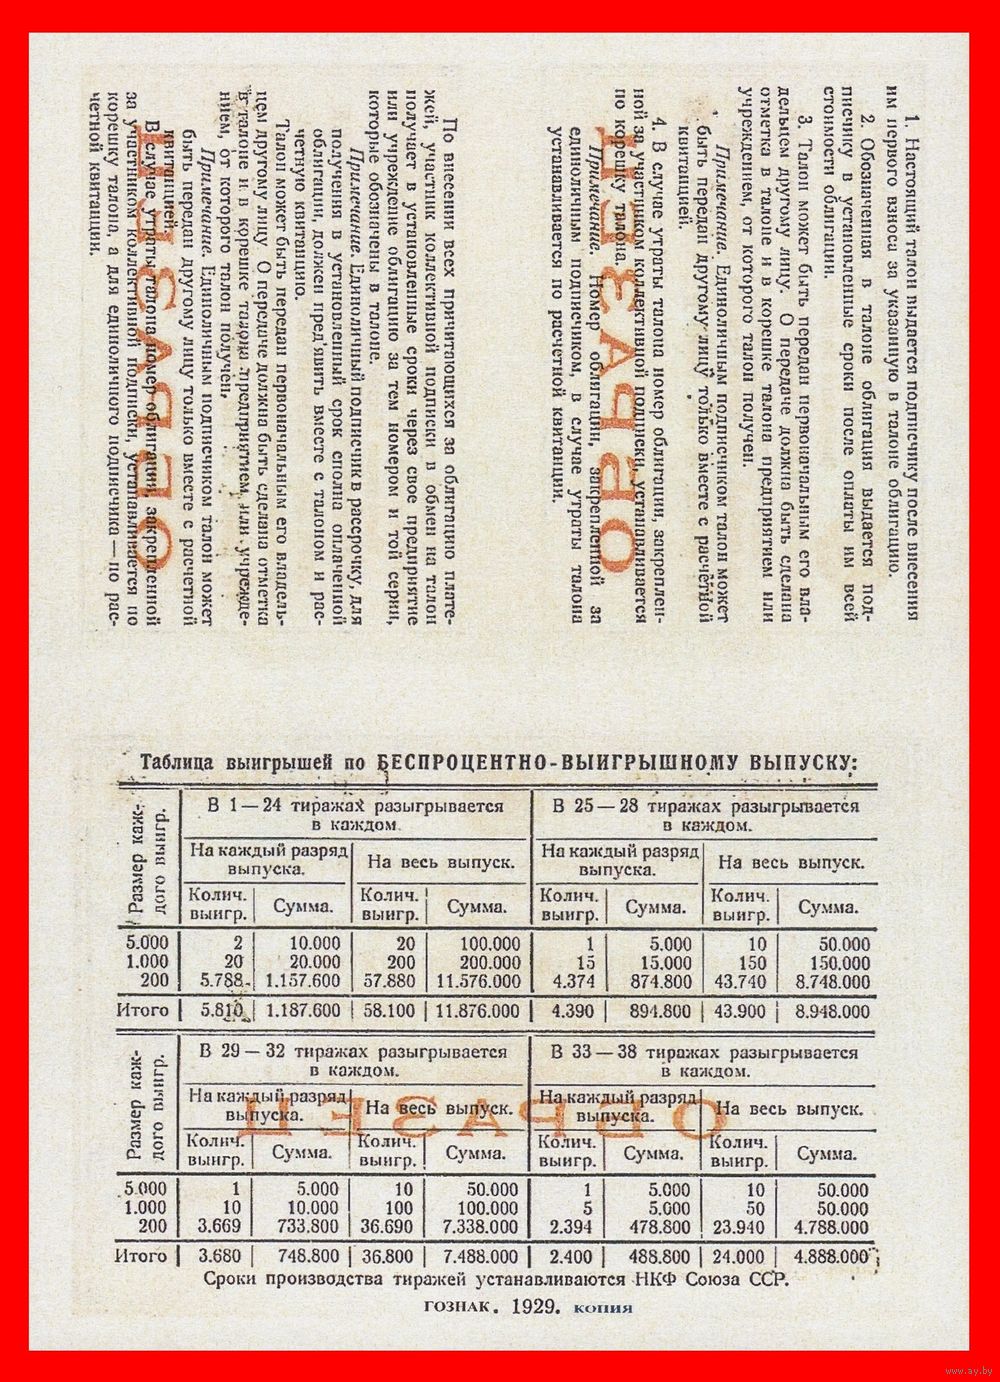 1. Настоящий талон выдается подписчику после внесения
им первого взноса за указанную в талоне облигацию.
2. Обозначенная в талоне облигация выдается под-
писчику в установленные сроки после оплаты им всей
стоимости облигации.
3. Талон может быть передан первоначальным его вла-
дельцем другому лицу. О передаче должна быть сделана
отметка в талоне и в корешке талона предприятием или
учреждением, от которого талон получен.
Примечание. Единоличным подписчиком талон может
быть передан другому лицу только вместе с расчетной
квитанцией.
4. В случае утраты талона номер облигации, закреплен-
ной за участником коллективной подписки, устанавливается
по корешку талона.
Примечание. Номер облигации, закрепленной за
единоличным подписчиком, в случае утраты талона
устанавливается по расчетной квитанции.
ОБРАЗЕЦ
По внесении всех причитающихся за облигацию плате-
жей, участник коллективной подписки в обмен на талон
получает в установленные сроки через свое предприятие
или учреждение облигацию за тем номером и той серии,
которые обозначены в талоне.
Примечание. Единоличный подписчик в рассрочку, для
получения в установленный срок сполна оплаченной
облигации, должен пред'явить вместе с талоном и рас-
четную квитанцию.
Талон может быть передан первоначальным его владель-
цем другому лицу. О передаче должна быть сделана отметка
в талоне и в корешке талона предприятием или учрежде-
нием, от которого талон получен.
Примечание. Единоличным подписчиком талон может
быть передан другому лицу только вместе с расчетной
квитанцией.
В случае утраты талона номер облигации, закрепленной
за участником коллективной подписки, устанавливается по
корешку талона, а для единоличного подписчика — по рас-
четной квитанции.
ОБРАЗЕЦ
Таблица выигрышей по БЕСПРОЦЕНТНО-ВЫИГРЫШНОМУ ВЫПУСКУ:
Размер каж-
дого выигр.
В 1 — 24 тиражах разыгрывается
в каждом.
В 25 — 28 тиражах разыгрывается
в каждом.
На каждый разряд
выпуска.
На весь выпуск.
На каждый разряд
выпуска.
На весь выпуск.
Колич.
выигр.
Сумма.
Колич.
выигр.
Сумма.
Колич.
выигр.
Сумма.
Колич.
выигр.
Сумма.
5.000 2 10.000 20 100.000 1 5.000 10 50.000
1.000 20 20.000 200 200.000 15 15.000 150 150.000
200 5.788 1.157.600 57.880 11.576.000 4.374 874.800 43.740 8.748.000
Итого 5.810 1.187.600 58.100 11.876.000 4.390 894.800 43.900 8.948.000
Размер каж-
дого выигр.
В 29 — 32 тиражах разыгрывается
в каждом.
В 33 — 38 тиражах разыгрывается
в каждом.
На каждый разряд
выпуска.
На весь выпуск.
На каждый разряд
выпуска.
На весь выпуск.
Колич.
выигр.
Сумма.
Колич.
выигр.
Сумма.
Колич.
выигр.
Сумма.
Колич.
выигр.
Сумма.
5.000 1 5.000 10 50.000 1 5.000 10 50.000
1.000 10 10.000 100 100.000 5 5.000 50 50.000
200 3.669 733.800 36.690 7.338.000 2.394 478.800 23.940 4.788.000
Итого 3.680 748.800 36.800 7.488.000 2.400 488.800 24.000 4.888.000
ОБРАЗЕЦ
Сроки производства тиражей устанавливаются НКФ Союза ССР.
ГОЗНАК. 1929. КОПИЯ
www.ay.by